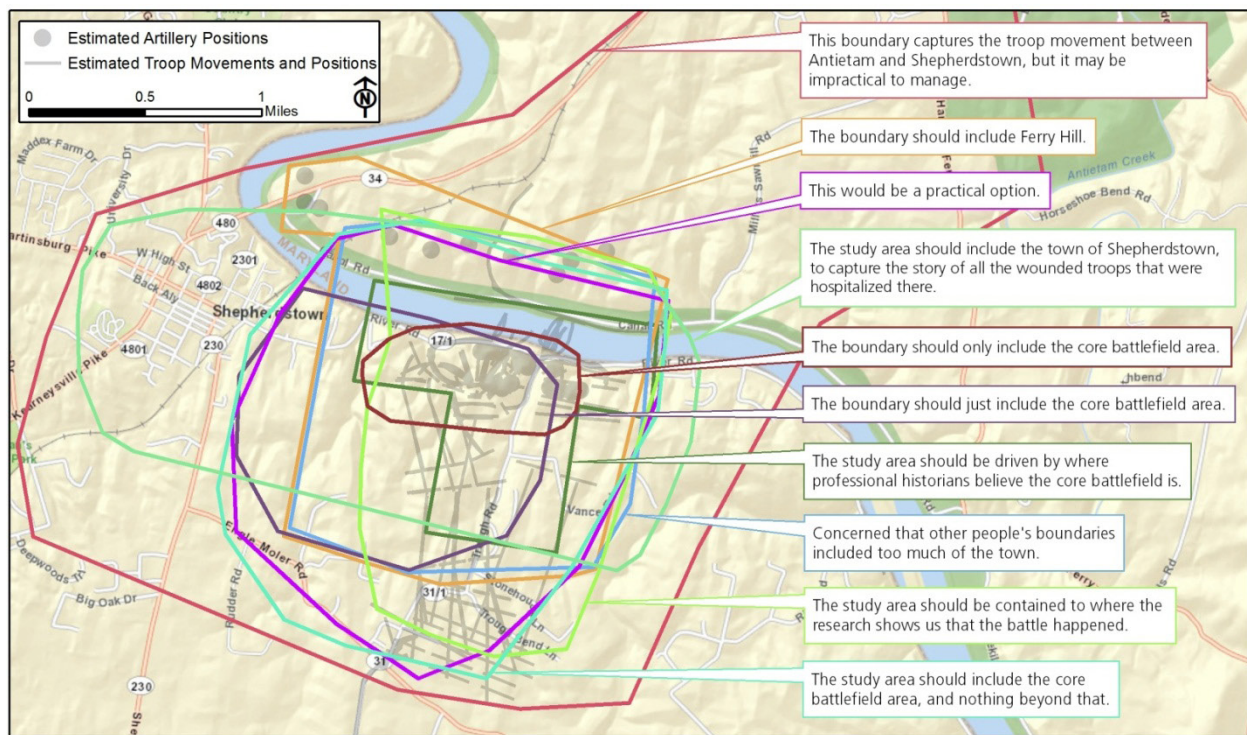 Estimated Artillery Positions
Estimated Troop Movements and Positions
0 0.5 1
Miles
N
This boundary captures the troop movement between
Antietam and Shepherdstown, but it may be
impractical to manage.
The boundary should include Ferry Hill.
This would be a practical option.
The study area should include the town of Shepherdstown,
to capture the story of all the wounded troops that were
hospitalized there.
The boundary should only include the core battlefield area.
The boundary should just include the core battlefield area.
The study area should be driven by where
professional historians believe the core battlefield is.
Concerned that other people's boundaries
included too much of the town.
The study area should be contained to where the
research shows us that the battle happened.
The study area should include the core
battlefield area, and nothing beyond that.
Maddex Farm Dr
University Dr
34
480
Antietam Creek
Horseshoe Bend Rd
W High St
2301
4802
Back Aly
MARYLAND
Shepherdstown
River Rd
17/1
4801
230
Kearneysville Pike
Engle-Moler Rd
Deepwoods Trl
Big Oak Dr
Rudder Rd
31/1
Trough Bend Ln
31
230